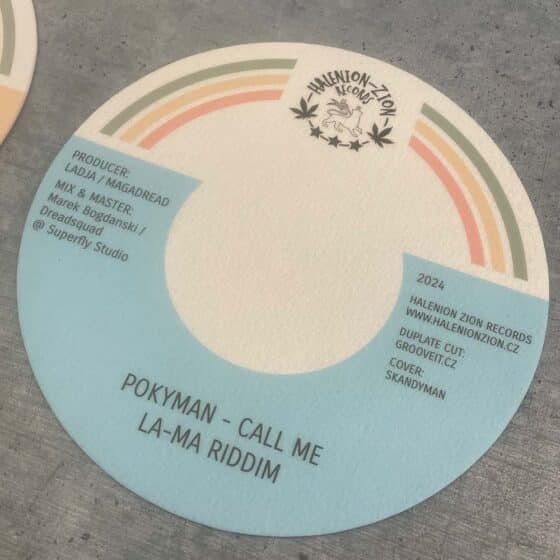 HALENION-ZION
RECORDS
PRODUCER:
LADJA / MAGADREAD
MIX & MASTER:
Marek Bogdanski /
Dreadsquad
@ Superfly Studio
2024
HALENION ZION RECORDS
WWW.HALENIONZION.CZ
DUPLATE CUT:
GROOVEIT.CZ
COVER:
SKANDYMAN
POKYMAN - CALL ME
LA-MA RIDDIM